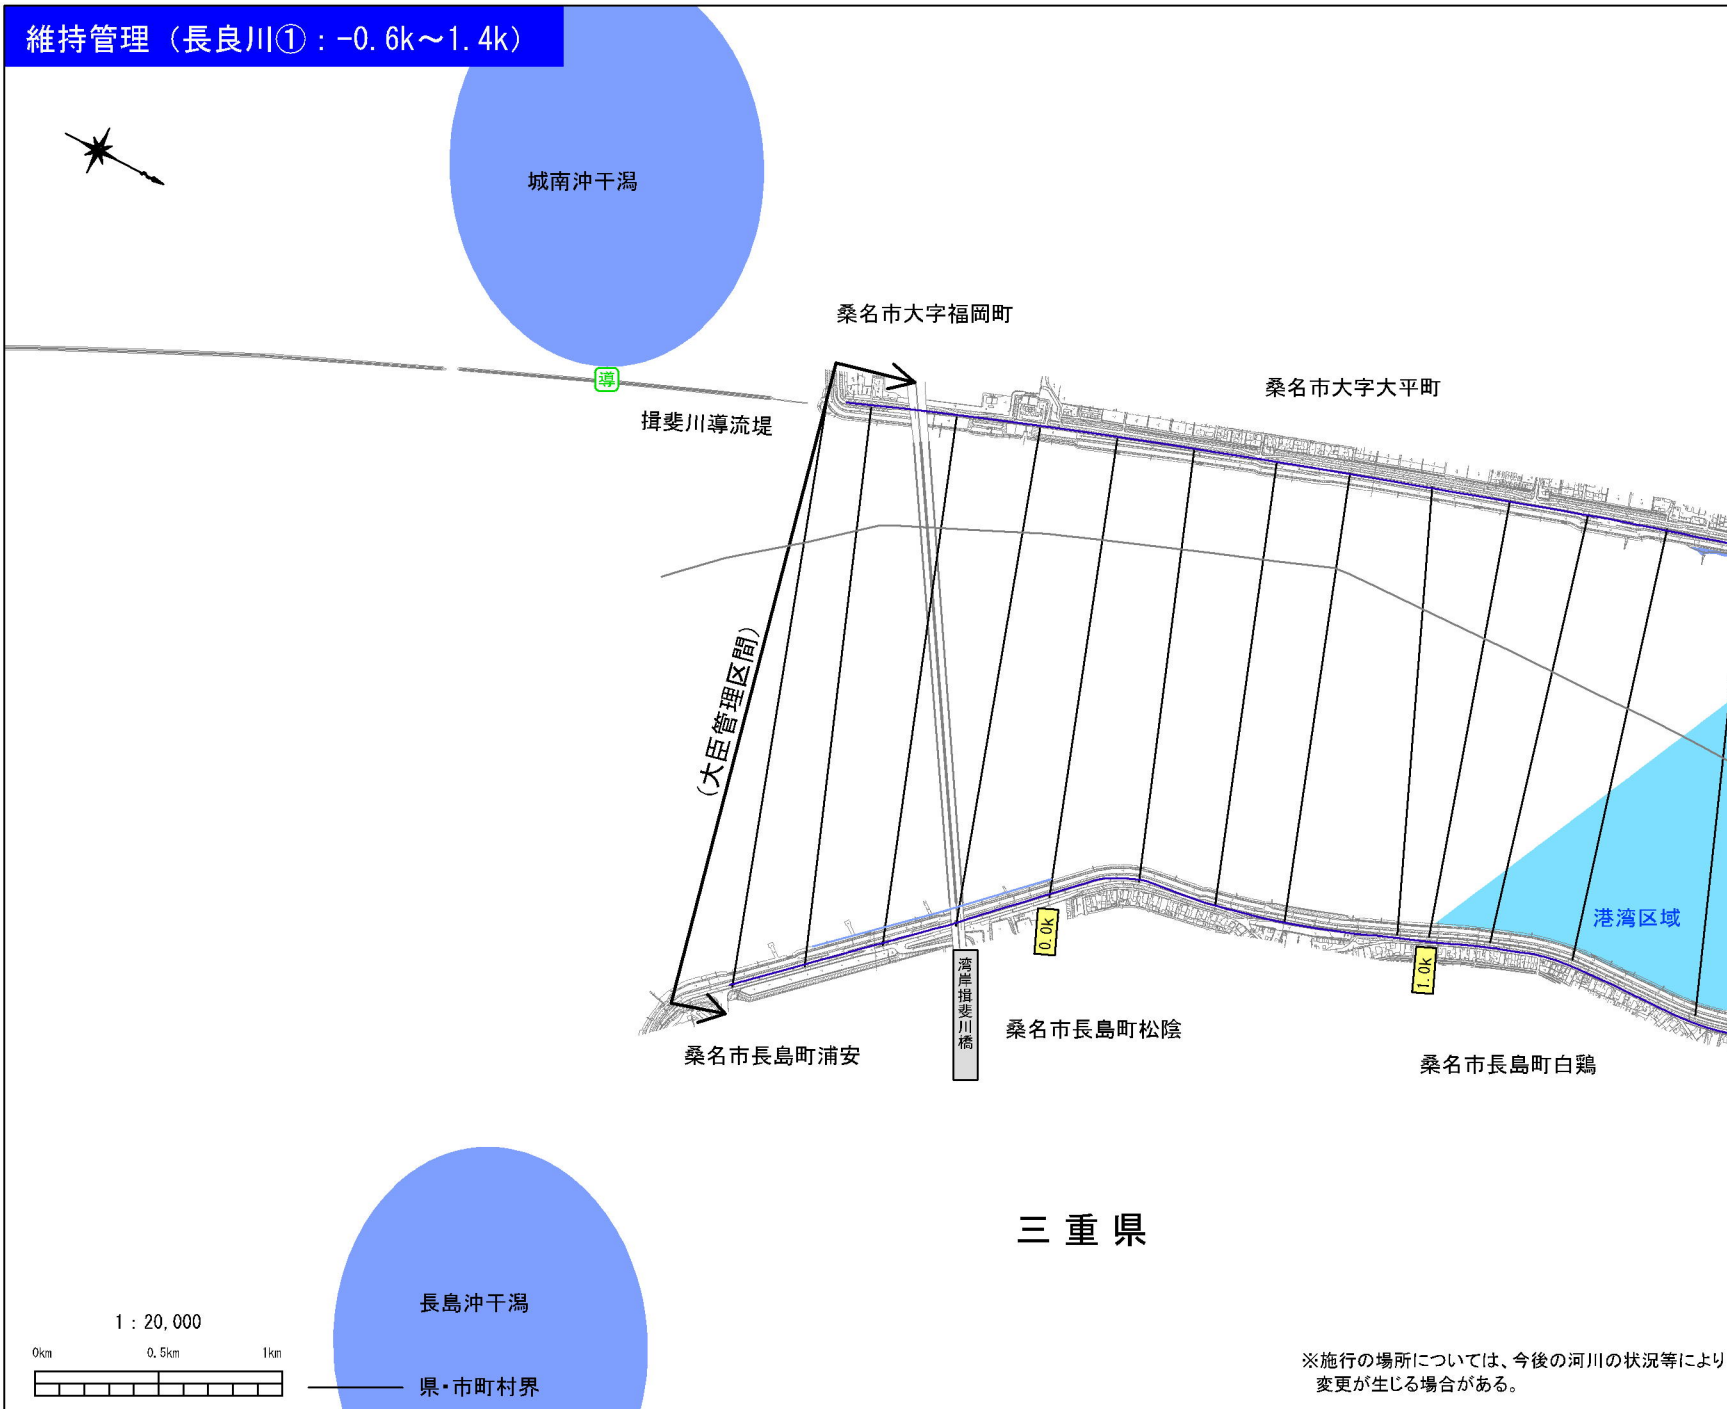 維持管理（長良川①：-0.6k～1.4k）
城南沖干潟
桑名市大字福岡町
導
桑名市大字大平町
揖斐川導流堤
（大臣管理区間）
港湾区域
0.0k
1.0k
湾岸揖斐川橋
桑名市長島町松陰
桑名市長島町浦安
桑名市長島町白鶏
三重県
長島沖干潟
1：20,000
0km 0.5km 1km
県・市町村界
※施行の場所については、今後の河川の状況等により
変更が生じる場合がある。